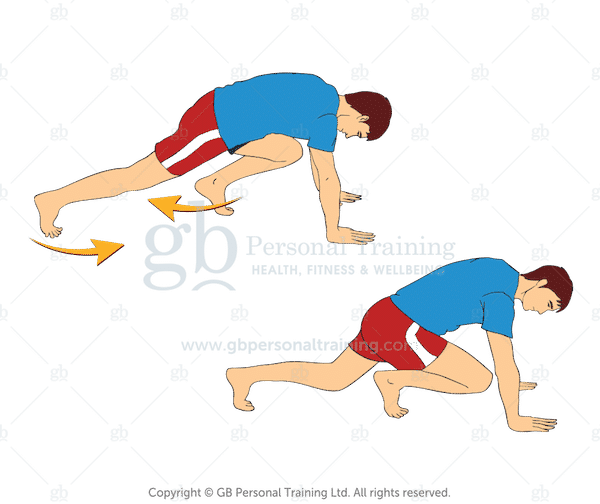 gb Personal Training
HEALTH, FITNESS & WELLBEING
www.gbpersonaltraining.com
Copyright © GB Personal Training Ltd. All rights reserved.